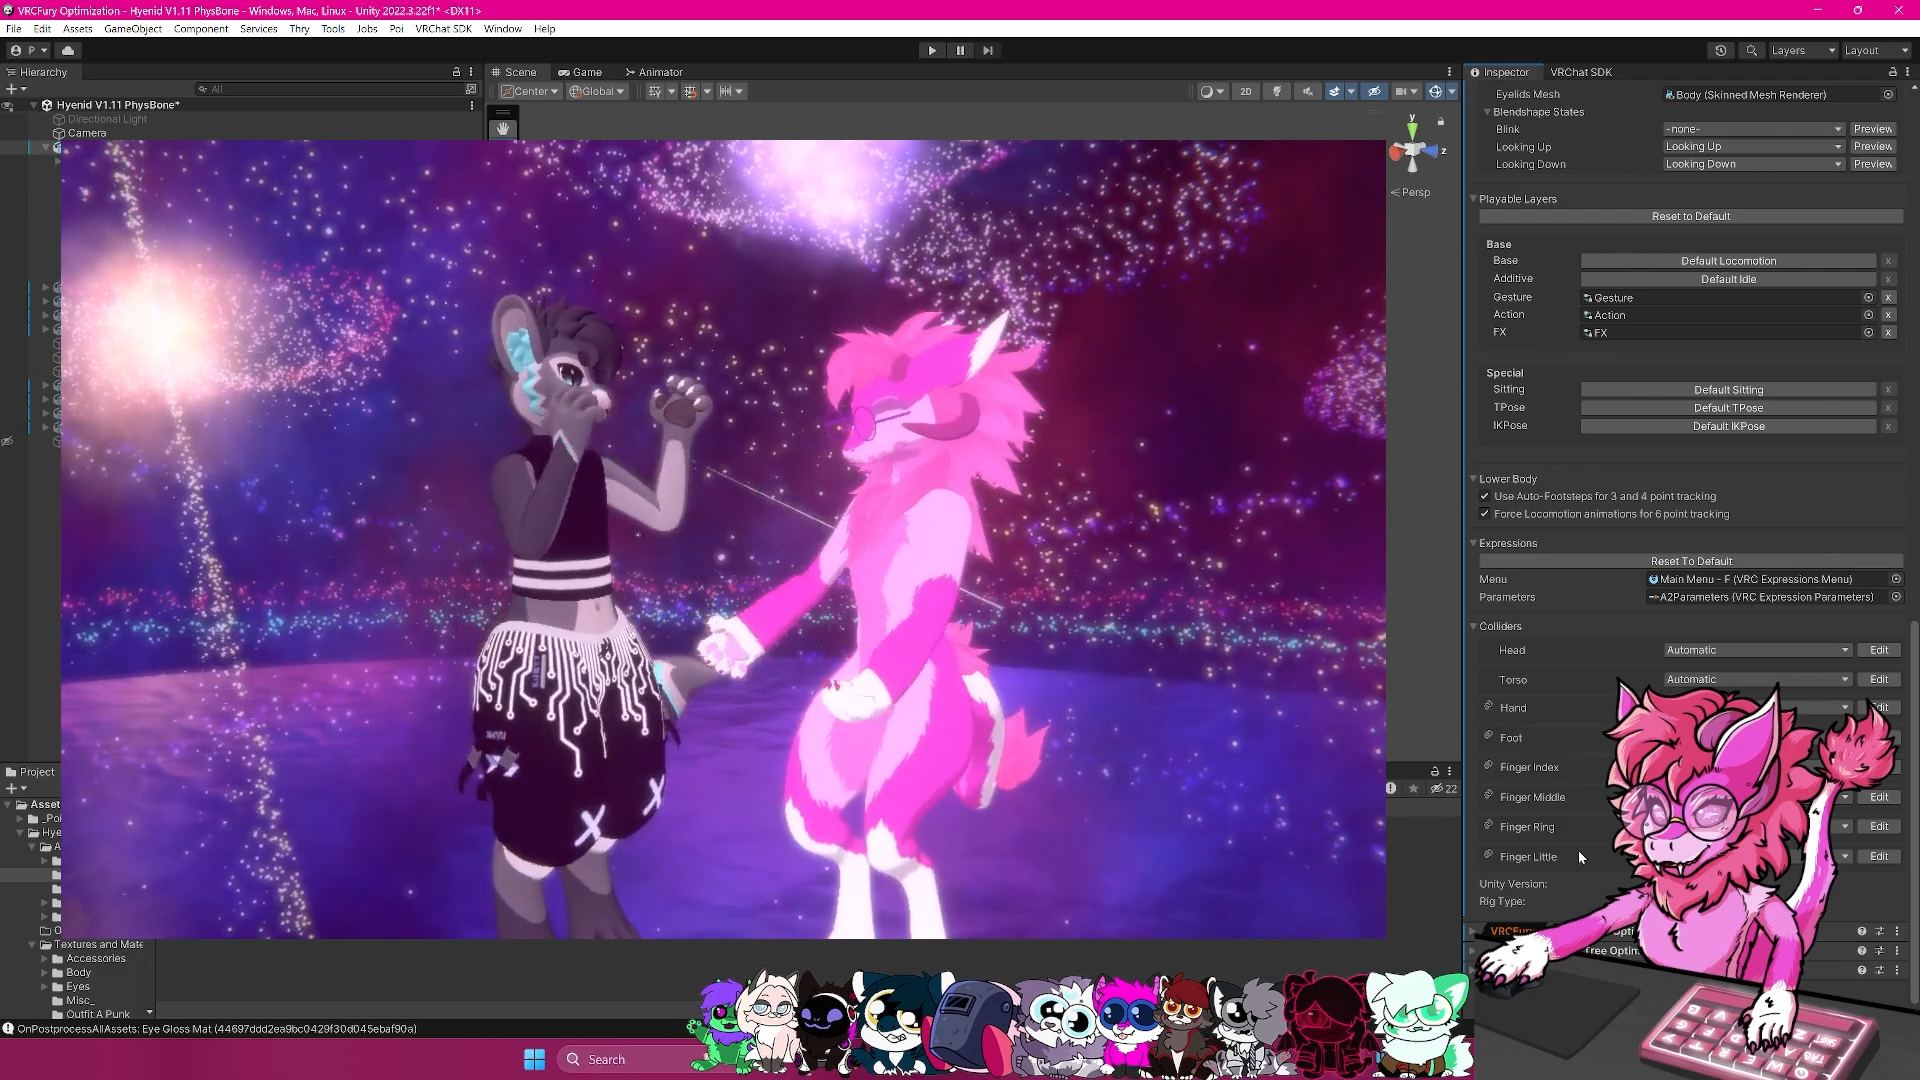 VRCFury Optimization - Hyenid V1.11 PhysBone - Windows, Mac, Linux - Unity 2022.3.22f1* <DX11>
File Edit Assets GameObject Component Services Thry Tools Jobs Poi VRChat SDK Window Help
P
Layers Layout
Hierarchy
Scene Game Animator
Inspector VRChat SDK
All
Center Global
2D
Hyenid V1.11 PhysBone*
Directional Light
Camera
y
z
Persp
Eyelids Mesh Body (Skinned Mesh Renderer)
Blendshape States
Blink -none- Preview
Looking Up Looking Up Preview
Looking Down Looking Down Preview
Playable Layers
Reset to Default
Base
Base Default Locomotion x
Additive Default Idle x
Gesture Gesture x
Action Action x
FX FX x
Special
Sitting Default Sitting x
TPose Default TPose x
IKPose Default IKPose x
Lower Body
Use Auto-Footsteps for 3 and 4 point tracking
Force Locomotion animations for 6 point tracking
Expressions
Reset To Default
Menu Main Menu - F (VRC Expressions Menu)
Parameters A2Parameters (VRC Expression Parameters)
Colliders
Head Automatic Edit
Torso Automatic Edit
Hand
Foot
Finger Index
Finger Middle Edit
Finger Ring Edit
Finger Little Edit
Unity Version:
Rig Type:
Project
22
Textures and Mate
Accessories
Body
Eyes
Misc_
Outfit A Punk
OnPostprocessAllAssets: Eye Gloss Mat (44697ddd2ea9bc0429f30d045ebaf90a)
Search